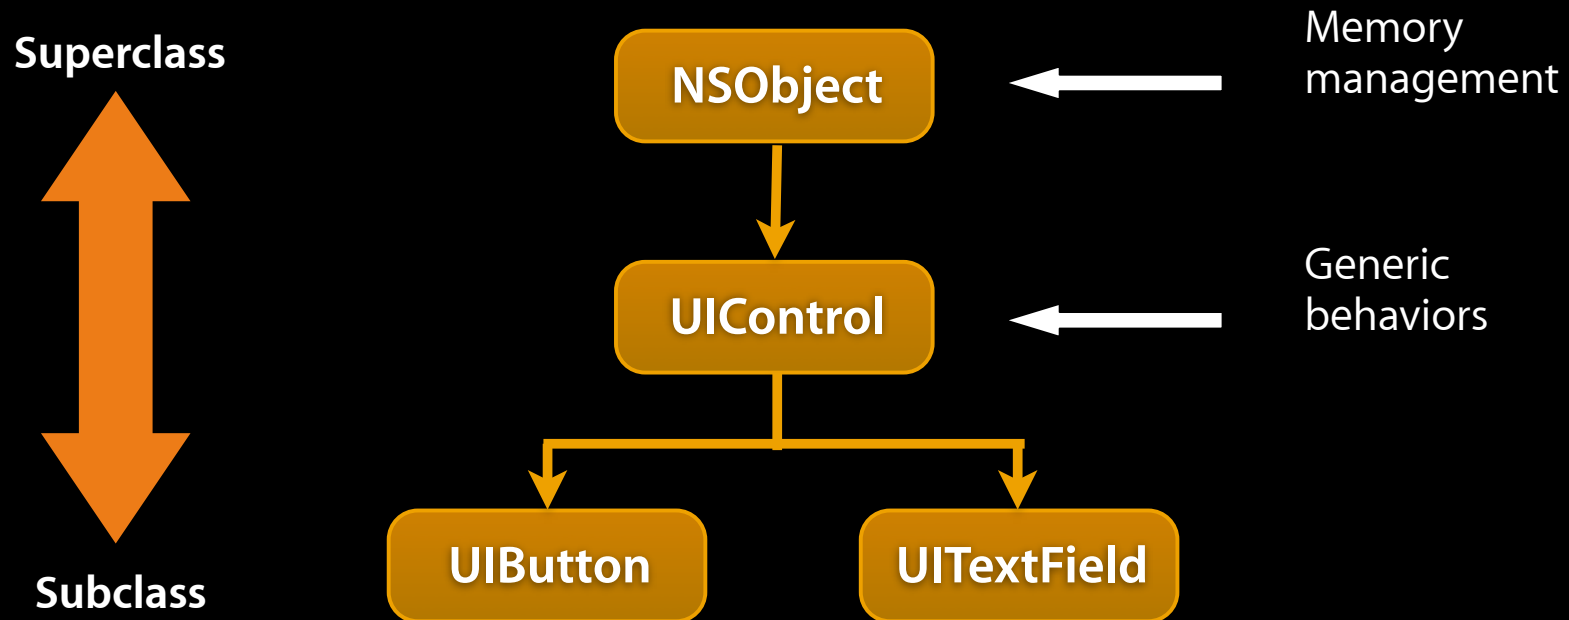 Superclass
NSObject
Memory
management
UIControl
Generic
behaviors
UIButton
UITextField
Subclass